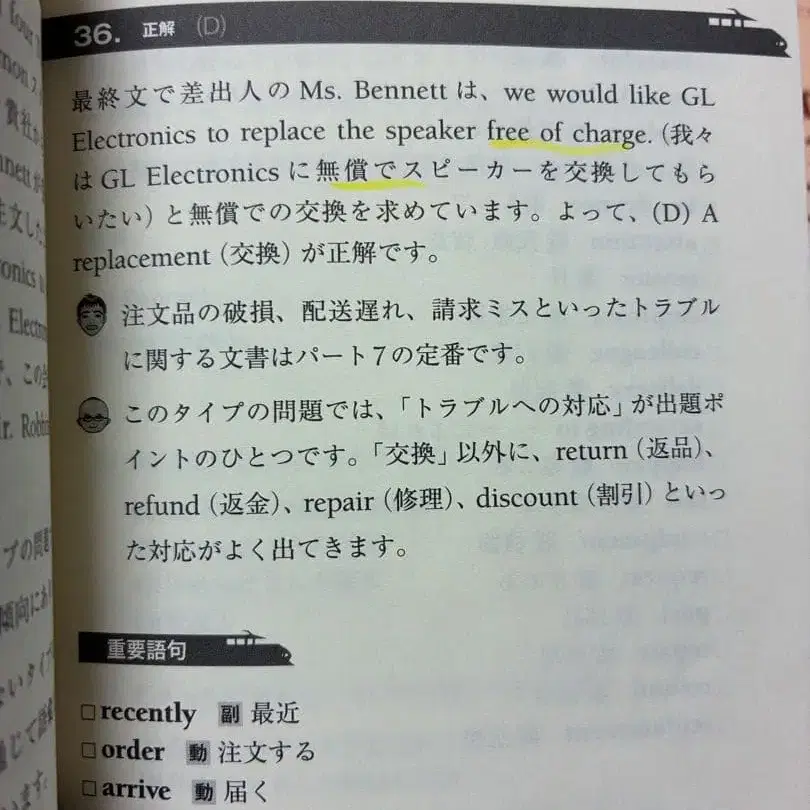 36. 正解 (D)
最終文で差出人の Ms. Bennett は、we would like GL
Electronics to replace the speaker free of charge. (我々
は GL Electronics に無償でスピーカーを交換してもら
いたい) と無償での交換を求めています。よって、(D) A
replacement (交換) が正解です。
注文品の破損、配送遅れ、請求ミスといったトラブル
に関する文書はパート7の定番です。
このタイプの問題では、「トラブルへの対応」が出題ポ
イントのひとつです。「交換」以外に、return (返品)、
refund (返金)、repair (修理)、discount (割引) といっ
た対応がよく出てきます。
重要語句
□ recently 副 最近
□ order 動 注文する
□ arrive 動 届く